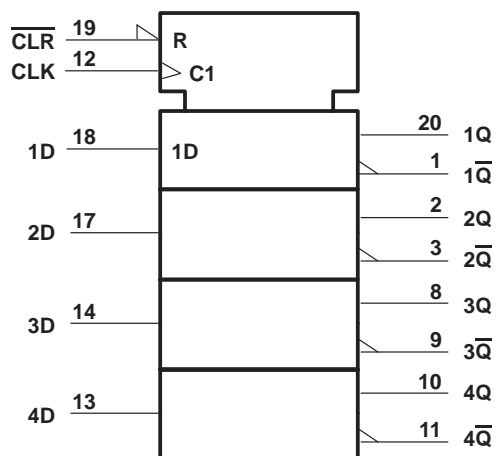 C̅L̅R̅ 19 R
CLK 12 C1
1D 18 1D 20 1Q
1 1Q̅
2D 17 2 2Q
3 2Q̅
3D 14 8 3Q
9 3Q̅
4D 13 10 4Q
11 4Q̅